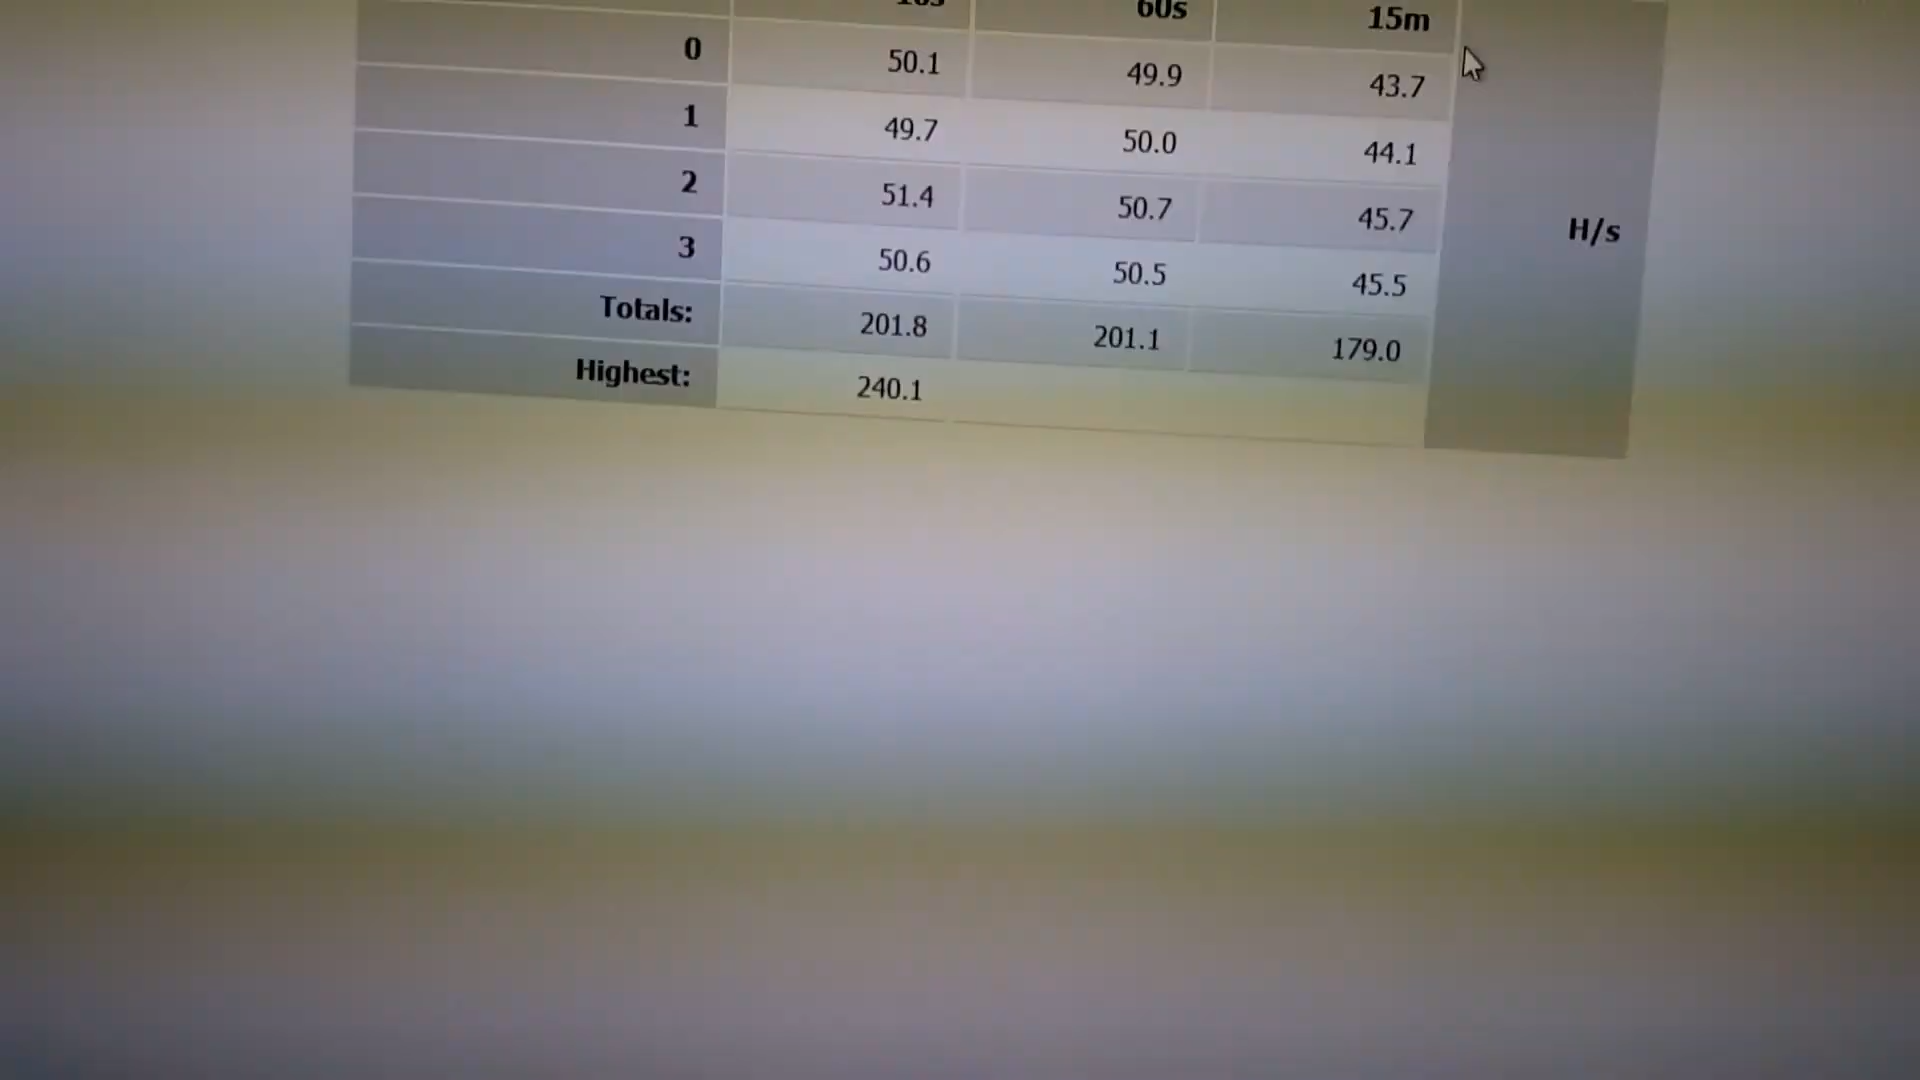 60s 15m
0 50.1 49.9 43.7
1 49.7 50.0 44.1
2 51.4 50.7 45.7 H/s
3 50.6 50.5 45.5
Totals: 201.8 201.1 179.0
Highest: 240.1